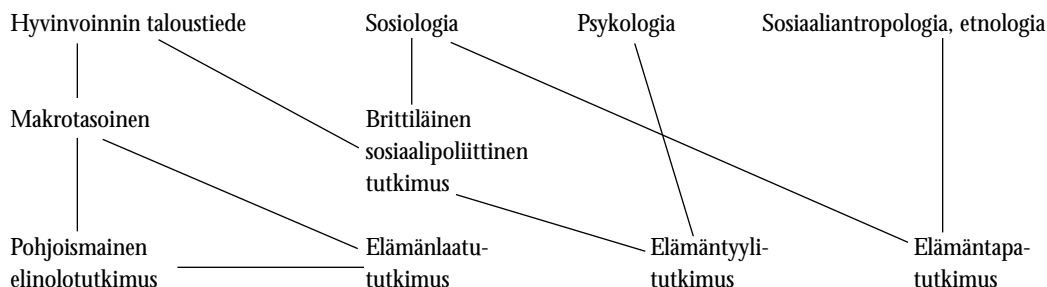 Hyvinvoinnin taloustiede
Sosiologia
Psykologia
Sosiaaliantropologia, etnologia
Makrotasoinen
Brittiläinen
sosiaalipoliittinen
tutkimus
Pohjoismainen
elinolotutkimus
Elämänlaatu-
tutkimus
Elämäntyyli-
tutkimus
Elämäntapa-
tutkimus